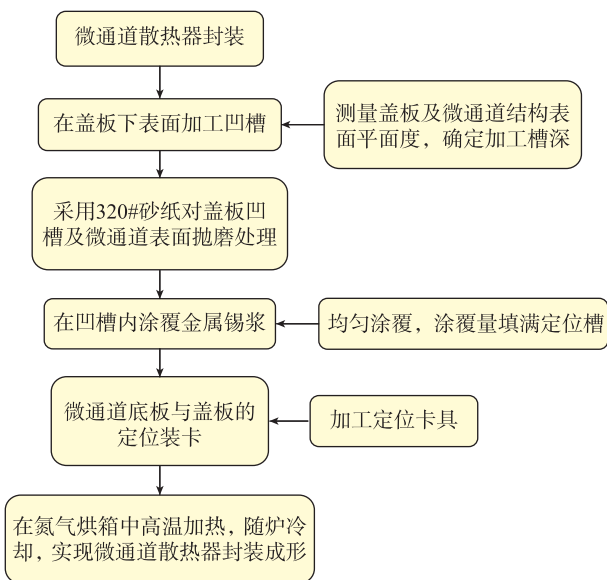 微通道散热器封装
在盖板下表面加工凹槽
测量盖板及微通道结构表
面平面度，确定加工槽深
采用320#砂纸对盖板凹
槽及微通道表面抛磨处理
在凹槽内涂覆金属锡浆
均匀涂覆，涂覆量填满定位槽
微通道底板与盖板的
定位装卡
加工定位卡具
在氮气烘箱中高温加热，随炉冷
却，实现微通道散热器封装成形